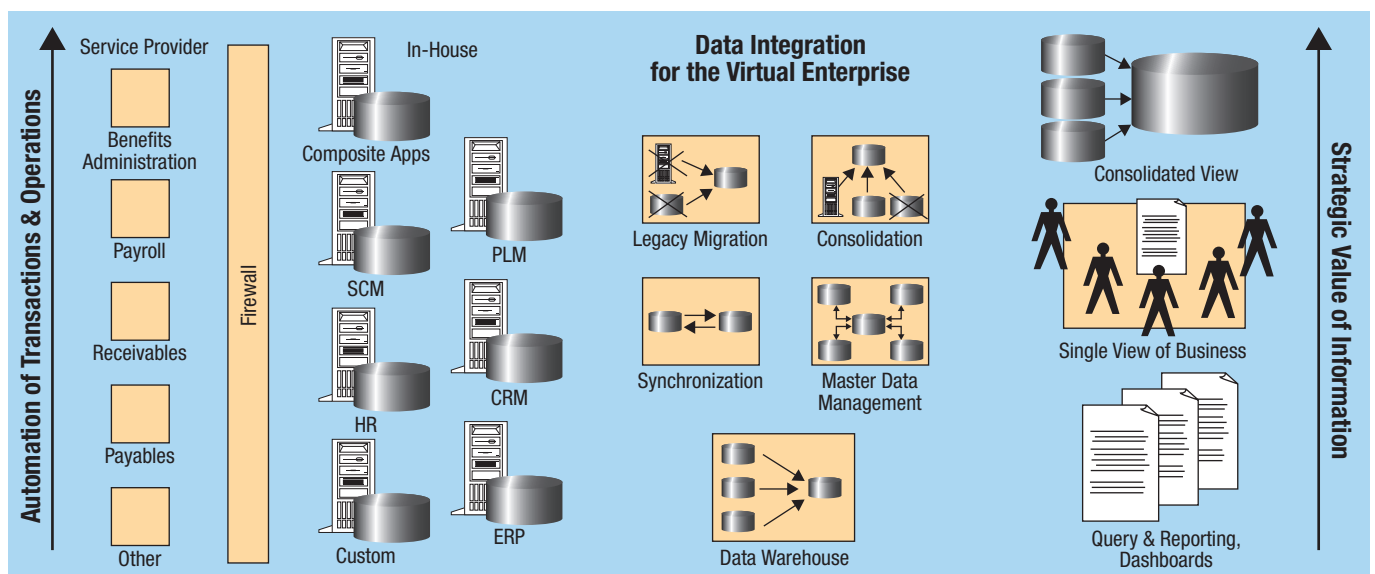 Automation of Transactions & Operations
Service Provider
Benefits
Administration
Payroll
Receivables
Payables
Other
Firewall
In-House
Composite Apps
SCM
HR
Custom
PLM
CRM
ERP
Data Integration
for the Virtual Enterprise
Legacy Migration
Consolidation
Synchronization
Master Data
Management
Data Warehouse
Consolidated View
Single View of Business
Query & Reporting,
Dashboards
Strategic Value of Information